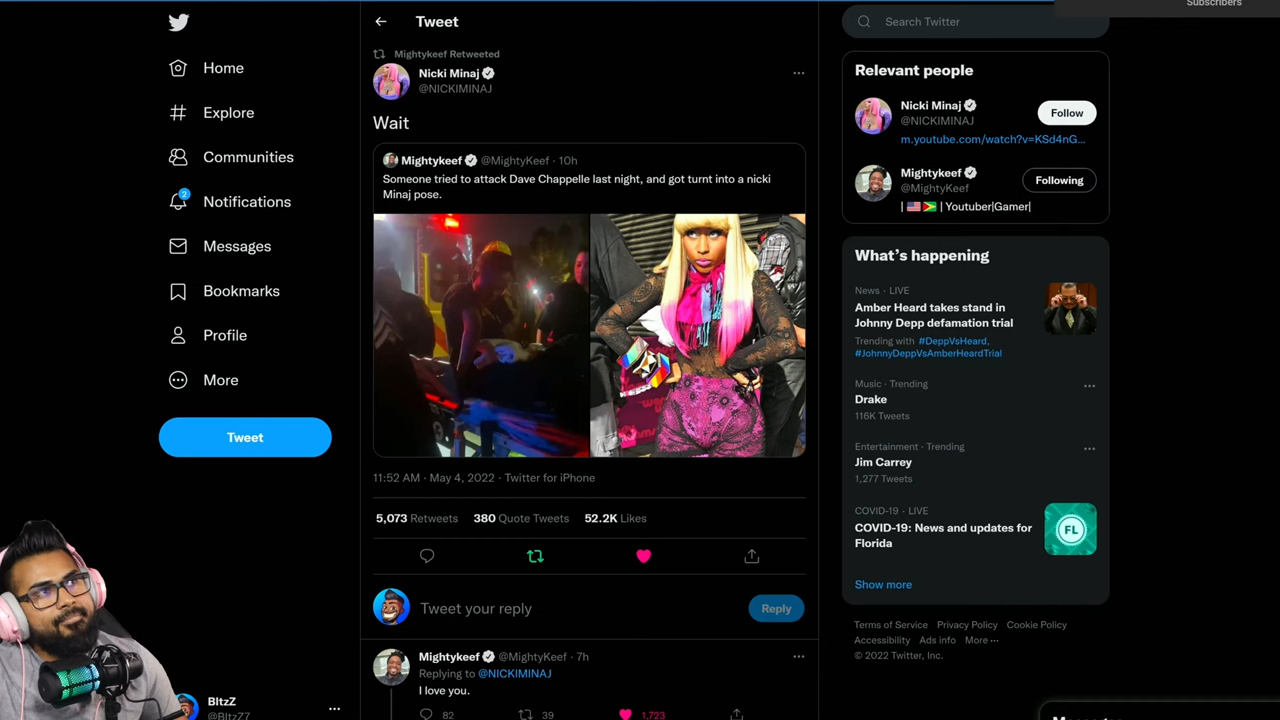 Subscribers
Tweet
Search Twitter
Mightykeef Retweeted
Nicki Minaj
@NICKIMINAJ
Wait
Mightykeef @MightyKeef · 10h
Someone tried to attack Dave Chappelle last night, and got turnt into a nicki
Minaj pose.
11:52 AM · May 4, 2022 · Twitter for iPhone
5,073 Retweets 380 Quote Tweets 52.2K Likes
Tweet your reply
Reply
Mightykeef @MightyKeef · 7h
Replying to @NICKIMINAJ
I love you.
82 39 1,723
Home
Explore
Communities
2
Notifications
Messages
Bookmarks
Profile
More
Tweet
BltzZ
@BltzZ7
Relevant people
Nicki Minaj
@NICKIMINAJ
Follow
m.youtube.com/watch?v=KSd4nG...
Mightykeef
@MightyKeef
Following
| 🇺🇸🇬🇾 | Youtuber|Gamer|
What's happening
News · LIVE
Amber Heard takes stand in
Johnny Depp defamation trial
Trending with #DeppVsHeard,
#JohnnyDeppVsAmberHeardTrial
Music · Trending
Drake
116K Tweets
Entertainment · Trending
Jim Carrey
1,277 Tweets
COVID-19 · LIVE
COVID-19: News and updates for
Florida
FL
Show more
Terms of Service Privacy Policy Cookie Policy
Accessibility Ads info More ···
© 2022 Twitter, Inc.